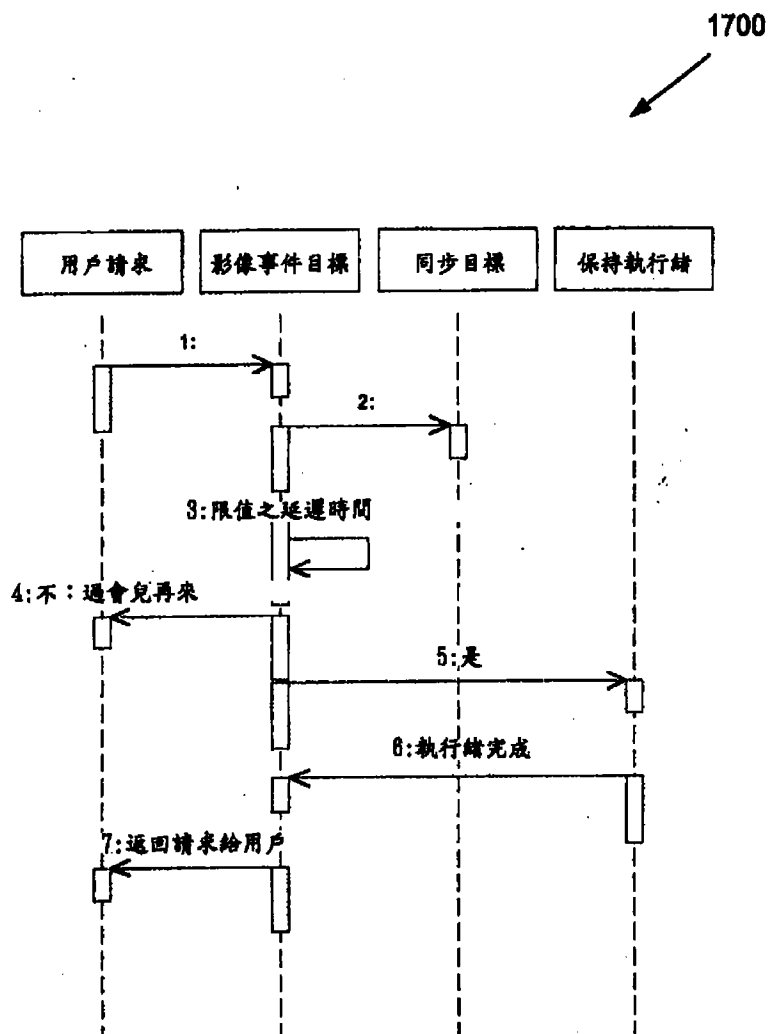 1700
用戶請求
影像事件目標
同步目標
保持執行緒
1:
2:
3:限值之延遲時間
4:不：過會兒再來
5:是
6:執行緒完成
7:返回請求給用戶